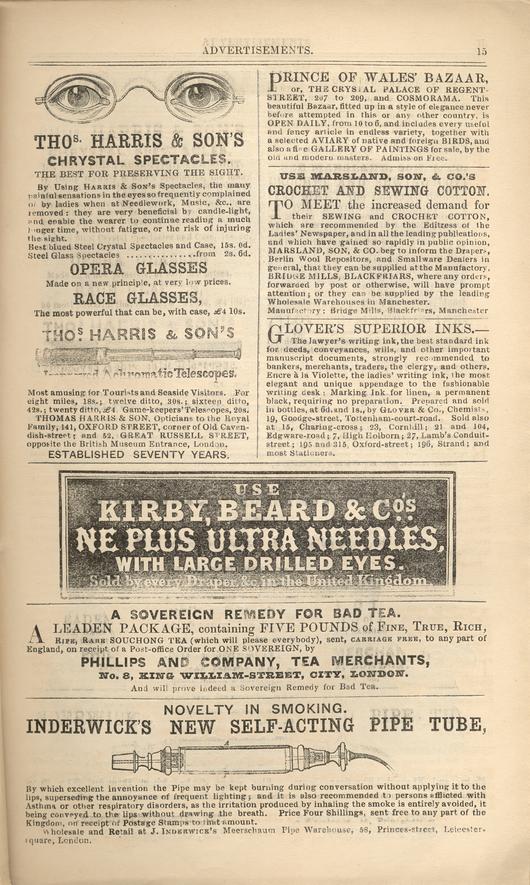 ADVERTISEMENTS. 15
THOS. HARRIS & SON'S
CHRYSTAL SPECTACLES.
THE BEST FOR PRESERVING THE SIGHT.
By Using HARRIS & Son's Spectacles, the many
painful sensations in the eyes so frequently complained
of by ladies when at Needlework, Music, &c., are
removed: they are very beneficial by candle-light,
and enable the wearer to continue reading a much
longer time, without fatigue, or the risk of injuring
the sight.
Best blued Steel Crystal Spectacles and Case, 15s. 0d.
Steel Glass Spectacles ................from 2s. 6d.
OPERA GLASSES
Made on a new principle, at very low prices.
RACE GLASSES,
The most powerful that can be, with case, £4 10s.
THOS. HARRIS & SON'S
Improved Achromatic Telescopes.
Most amusing for Tourists and Seaside Visitors. For
eight miles, 18s.; twelve ditto, 30s.; sixteen ditto,
42s.; twenty ditto, £4 Game-keepers' Telescopes, 20s.
THOMAS HARRIS & SON, Opticians to the Royal
Family, 141, OXFORD STREET, corner of Old Caven-
dish-street; and 52, GREAT RUSSELL STREET,
opposite the British Museum Entrance, London.
ESTABLISHED SEVENTY YEARS.
PRINCE OF WALES' BAZAAR,
or, THE CRYSTAL PALACE OF REGENT-
STREET, 207 to 209, and COSMORAMA. This
beautiful Bazaar, fitted up in a style of elegance never
before attempted in this or any other country, is
OPEN DAILY, from 10 to 6, and includes every useful
and fancy article in endless variety, together with
a selected AVIARY of native and foreign BIRDS, and
also a fine GALLERY OF PAINTINGS for sale, by the
old and modern masters. Admission Free.
USE MARSLAND, SON, & CO.'S
CROCHET AND SEWING COTTON.
TO MEET the increased demand for
their SEWING and CROCHET COTTON,
which are recommended by the Editress of the
Ladies' Newspaper, and in all the leading publications,
and which have gained so rapidly in public opinion,
MARSLAND, SON, & CO. beg to inform the Drapers,
Berlin Wool Repositors, and Smallware Dealers in
general, that they can be supplied at the Manufactory.
BRIDGE MILLS, BLACKFRIARS, where any orders,
forwarded by post or otherwise, will have prompt
attention; or they can be supplied by the leading
Wholesale Warehouses in Manchester.
Manufactory: Bridge Mills, Blackfriars, Manchester
GLOVER'S SUPERIOR INKS.—
The lawyer's writing ink, the best standard ink
for deeds, conveyances, wills, and other important
manuscript documents, strongly recommended to
bankers, merchants, traders, the clergy, and others.
Encre à la Violette, the ladies' writing ink, the most
elegant and unique appendage to the fashionable
writing desk: Marking Ink for linen, a permanent
black, requiring no preparation. Prepared and sold
in bottles, at 6d. and 1s., by GLOVER & Co., Chemists,
19, Goodge-street, Tottenham-court-road. Sold also
at 15, Charing-cross; 23, Cornhill; 21 and 104,
Edgware-road; 7, High Holborn; 27, Lamb's Conduit-
street; 195 and 315, Oxford-street; 196, Strand; and
most Stationers.
USE
KIRBY, BEARD & CO'S
NE PLUS ULTRA NEEDLES,
WITH LARGE DRILLED EYES.
Sold by every Draper, &c. in the United Kingdom
A SOVEREIGN REMEDY FOR BAD TEA.
A LEADEN PACKAGE, containing FIVE POUNDS of FINE, TRUE, RICH,
RIPE, RARE SOUCHONG TEA (which will please everybody), sent, CARRIAGE FREE, to any part of
England, on receipt of a Post-office Order for ONE SOVEREIGN, by
PHILLIPS AND COMPANY, TEA MERCHANTS,
No. 8, KING WILLIAM-STREET, CITY, LONDON.
And will prove indeed a Sovereign Remedy for Bad Tea.
NOVELTY IN SMOKING.
INDERWICK'S NEW SELF-ACTING PIPE TUBE,
By which excellent invention the Pipe may be kept burning during conversation without applying it to the
lips, superseding the annoyance of frequent lighting; and it is also recommended to persons afflicted with
Asthma or other respiratory disorders, as the irritation produced by inhaling the smoke is entirely avoided, it
being conveyed to the lips without drawing the breath. Price Four Shillings, sent free to any part of the
Kingdom, on receipt of Postage Stamps to that amount.
Wholesale and Retail at J. INDERWICK'S Meerschaum Pipe Warehouse, 58, Princes-street, Leicester-
square, London.